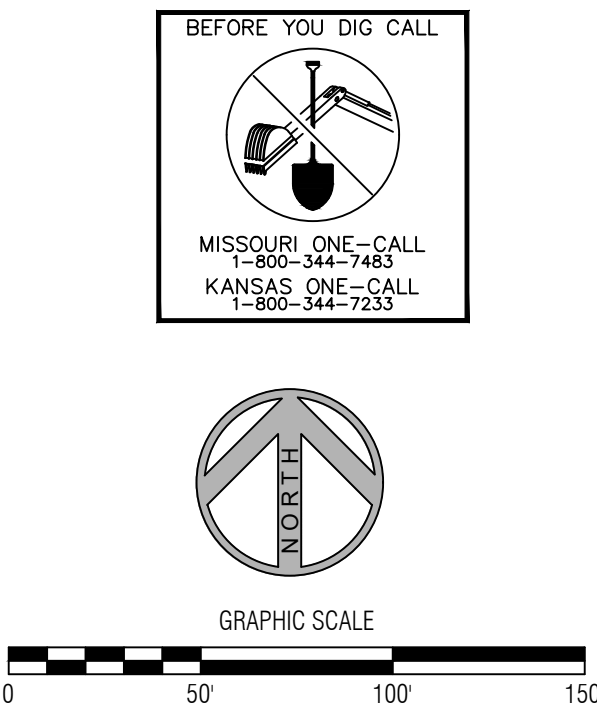 BEFORE YOU DIG CALL
MISSOURI ONE-CALL
1-800-344-7483
KANSAS ONE-CALL
1-800-344-7233
NORTH
GRAPHIC SCALE
0 50' 100' 150